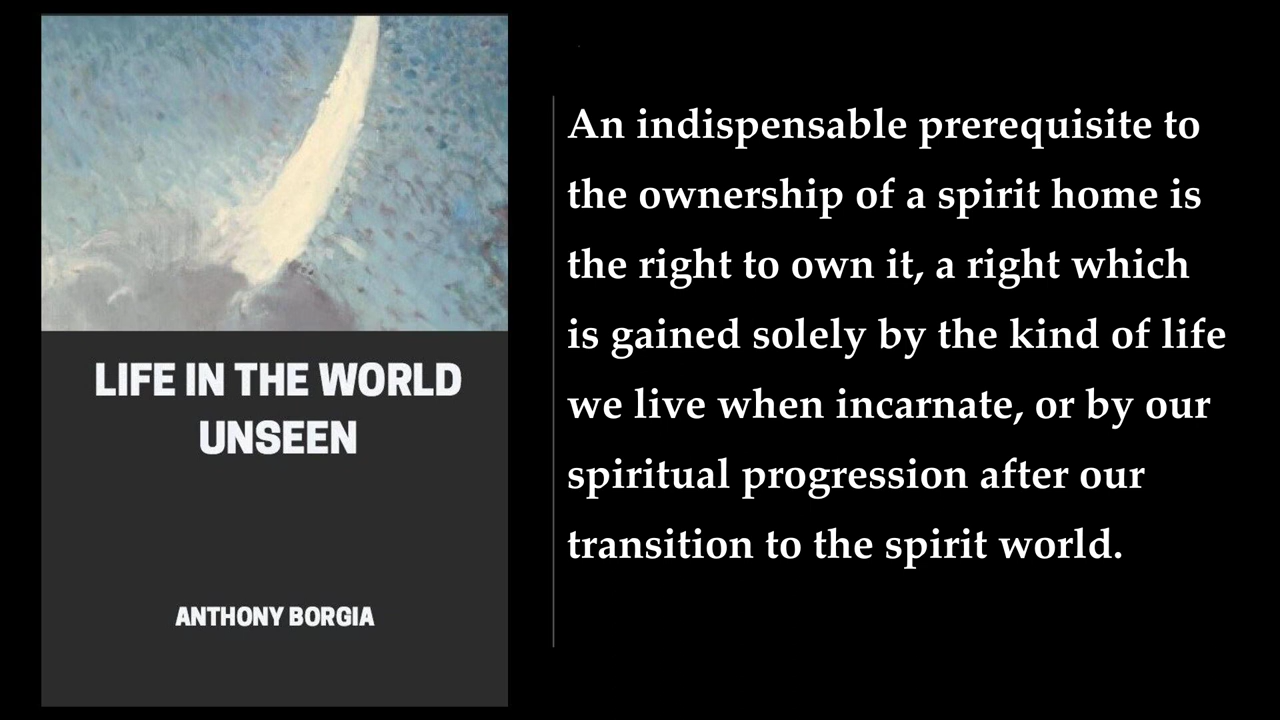 LIFE IN THE WORLD
UNSEEN
ANTHONY BORGIA
An indispensable prerequisite to
the ownership of a spirit home is
the right to own it, a right which
is gained solely by the kind of life
we live when incarnate, or by our
spiritual progression after our
transition to the spirit world.